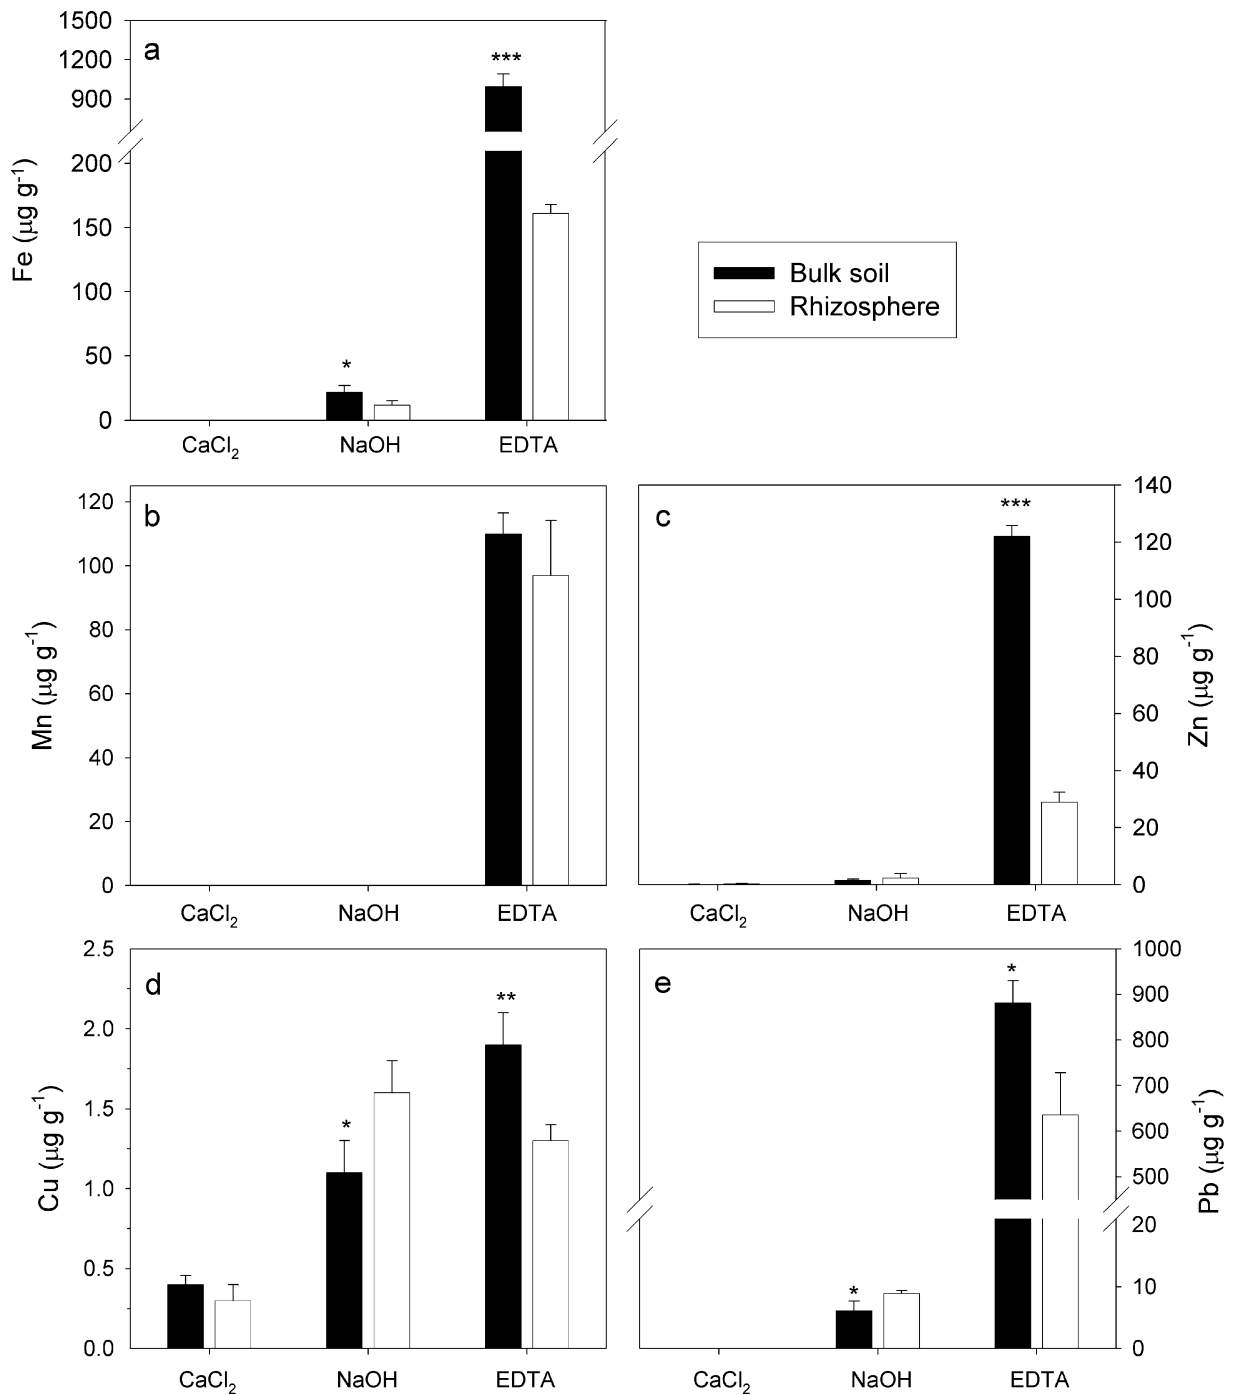 a
Fe (μg g⁻¹)
1500
1200
900
200
150
100
50
0
***
*
CaCl₂ NaOH EDTA
Bulk soil
Rhizosphere
b
Mn (μg g⁻¹)
120
100
80
60
40
20
0
CaCl₂ NaOH EDTA
c
Zn (μg g⁻¹)
140
120
100
80
60
40
20
0
***
CaCl₂ NaOH EDTA
d
Cu (μg g⁻¹)
2.5
2.0
1.5
1.0
0.5
0.0
**
*
CaCl₂ NaOH EDTA
e
Pb (μg g⁻¹)
1000
900
800
700
600
500
20
10
0
*
*
CaCl₂ NaOH EDTA